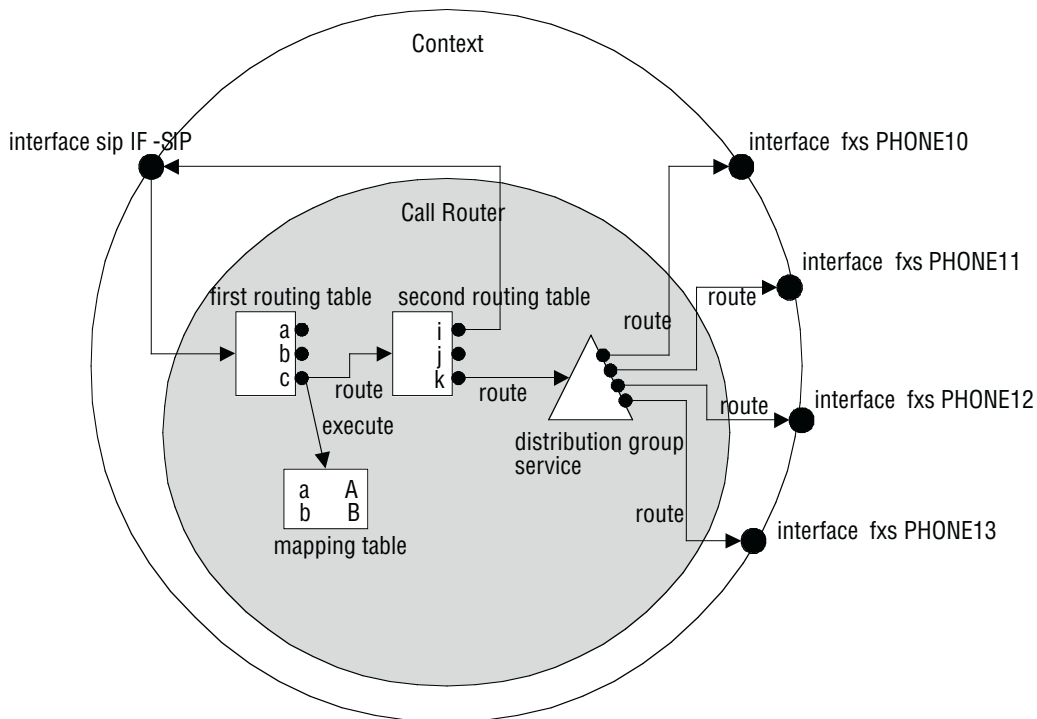 Context
interface sip IF -SIP
interface fxs PHONE10
Call Router
interface fxs PHONE11
route
first routing table
second routing table
route
a
b
c
i
j
k
route
route
execute
interface fxs PHONE12
route
distribution group
service
a A
b B
mapping table
route
interface fxs PHONE13